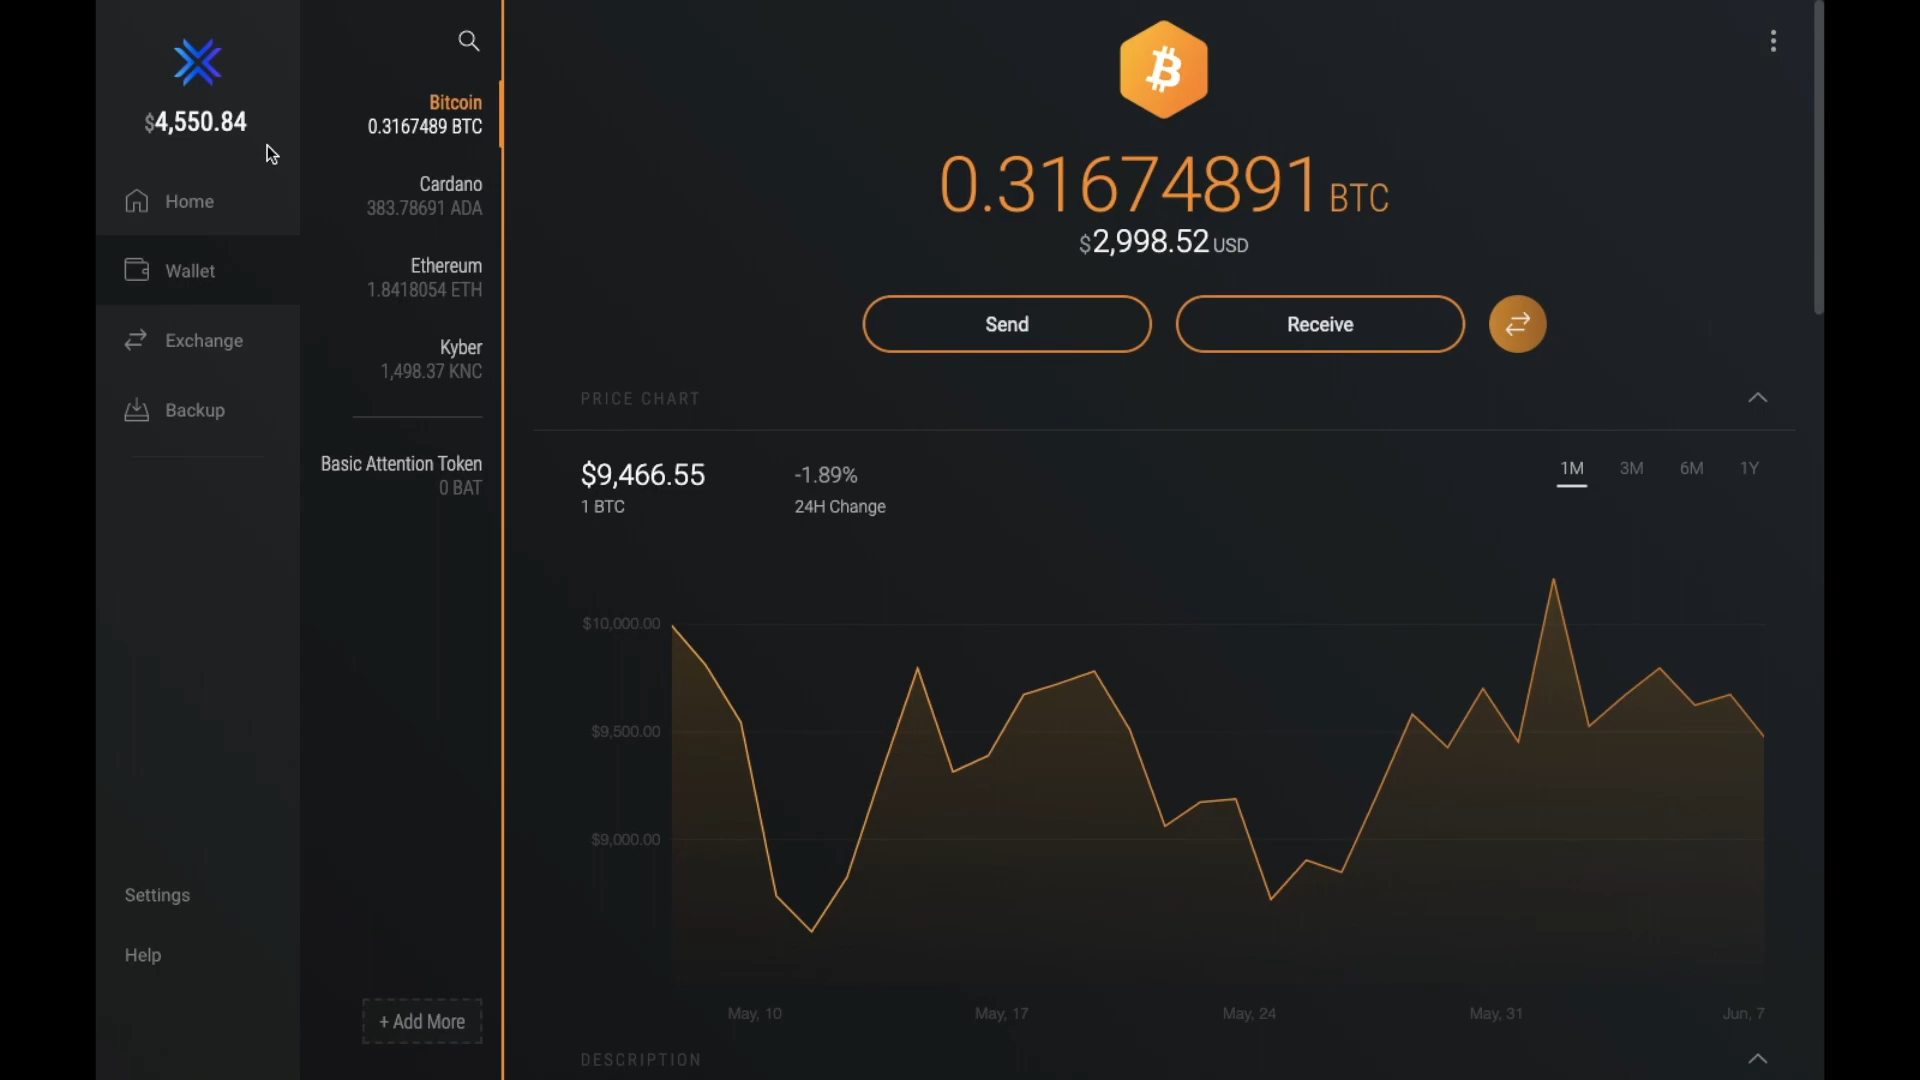 $4,550.84
Home
Wallet
Exchange
Backup
Settings
Help
Bitcoin
0.3167489 BTC
Cardano
383.78691 ADA
Ethereum
1.8418054 ETH
Kyber
1,498.37 KNC
Basic Attention Token
0 BAT
+ Add More
0.31674891 BTC
$2,998.52 USD
Send
Receive
PRICE CHART
$9,466.55
1 BTC
-1.89%
24H Change
1M 3M 6M 1Y
$10,000.00
$9,500.00
$9,000.00
May, 10 May, 17 May, 24 May, 31 Jun, 7
DESCRIPTION